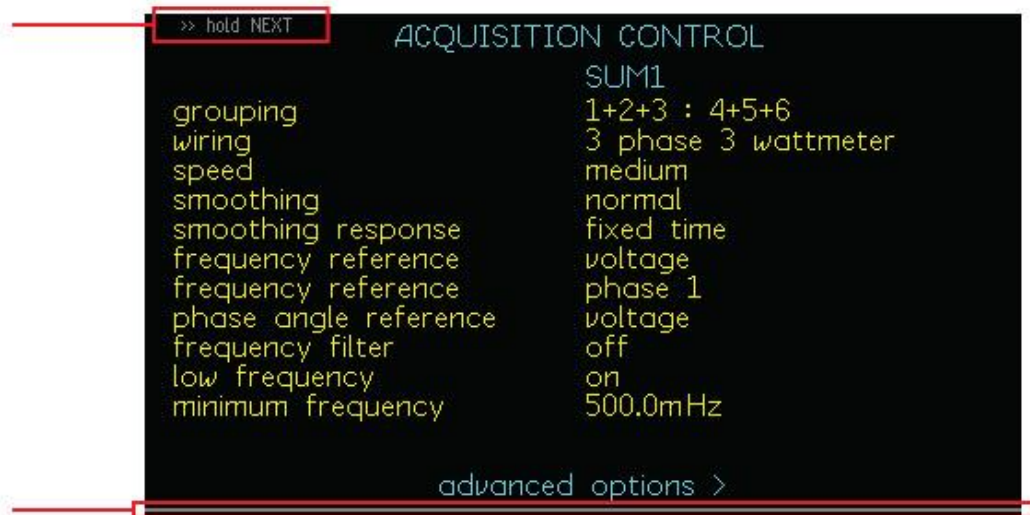 >> hold NEXT
ACQUISITION CONTROL
SUM1
grouping 1+2+3 : 4+5+6
wiring 3 phase 3 wattmeter
speed medium
smoothing normal
smoothing response fixed time
frequency reference voltage
frequency reference phase 1
phase angle reference voltage
frequency filter off
low frequency on
minimum frequency 500.0mHz
advanced options >